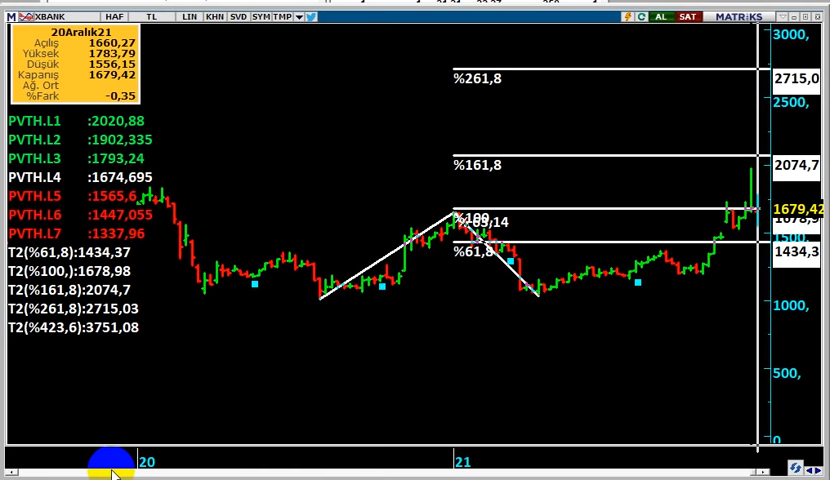 M XBANK HAF TL LIN KHN SVD SYM TMP AL SAT MATRiKS
20Aralık21
Açılış 1660,27
Yüksek 1783,79
Düşük 1556,15
Kapanış 1679,42
Ağ. Ort
%Fark -0,35
PVTH.L1 :2020,88
PVTH.L2 :1902,335
PVTH.L3 :1793,24
PVTH.L4 :1674,695
PVTH.L5 :1565,6
PVTH.L6 :1447,055
PVTH.L7 :1337,96
T2(%61,8):1434,37
T2(%100,):1678,98
T2(%161,8):2074,7
T2(%261,8):2715,03
T2(%423,6):3751,08
%261,8
%161,8
%100
%61,8
3000,
2715,0
2500,
2074,7
1679,42
1500,
1434,3
1000,
500,
0
20
21